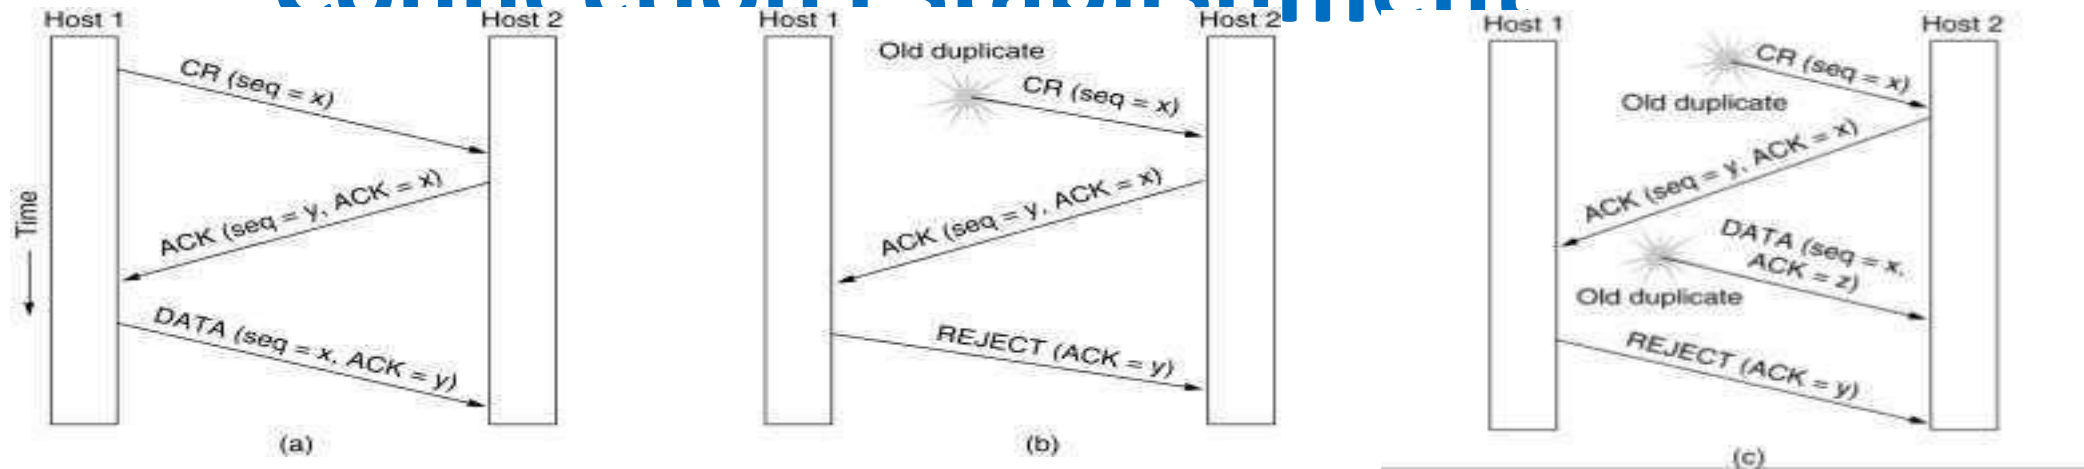 Connection Establishment
Host 1
Host 2
CR (seq = x)
ACK (seq = y, ACK = x)
DATA (seq = x, ACK = y)
Time
(a)
Host 1
Host 2
Old duplicate
CR (seq = x)
ACK (seq = y, ACK = x)
REJECT (ACK = y)
(b)
Host 1
Host 2
CR (seq = x)
Old duplicate
ACK (seq = y, ACK = x)
DATA (seq = x,
ACK = z)
Old duplicate
REJECT (ACK = y)
(c)